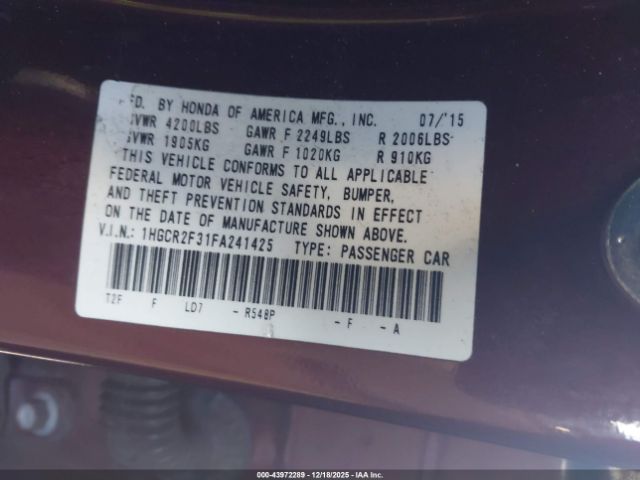 FD. BY HONDA OF AMERICA MFG., INC. 07/'15
GVWR 4200LBS GAWR F 2249LBS R 2006LBS
GVWR 1905KG GAWR F 1020KG R 910KG
THIS VEHICLE CONFORMS TO ALL APPLICABLE
FEDERAL MOTOR VEHICLE SAFETY, BUMPER,
AND THEFT PREVENTION STANDARDS IN EFFECT
ON THE DATE OF MANUFACTURE SHOWN ABOVE.
V.I.N.: 1HGCR2F31FA241425 TYPE: PASSENGER CAR
T2F F LD7 - R548P - F - A
000-43972289 - 12/18/2025 - IAA Inc.